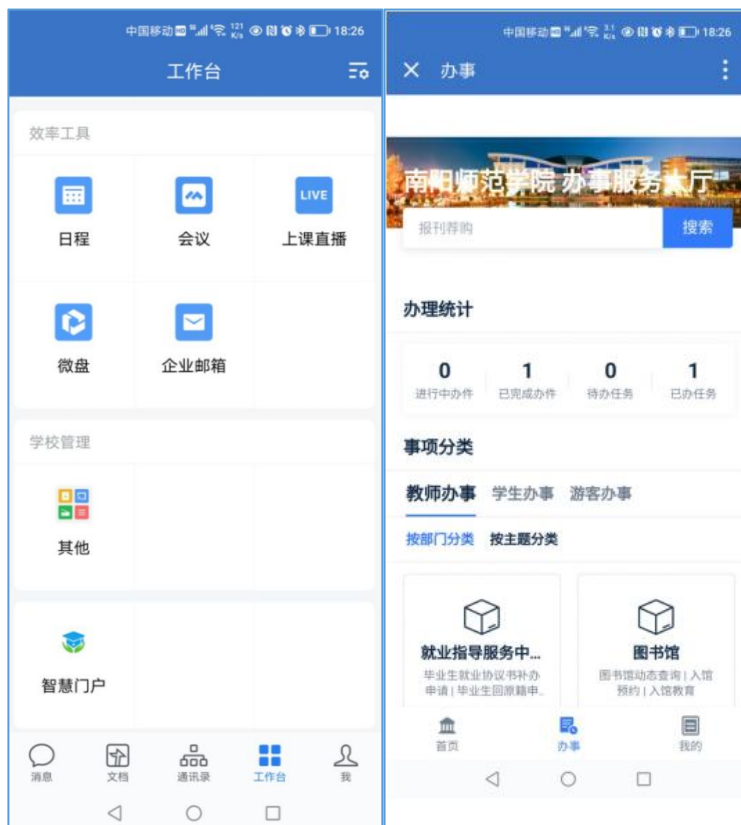 中国移动 HD 5G 121 K/s 18:26
工作台
效率工具
日程
会议
LIVE
上课直播
微盘
企业邮箱
学校管理
其他
智慧门户
消息
文档
通讯录
工作台
我
中国移动 HD 5G 3.1 K/s 18:26
办事
南阳师范学院 办事服务大厅
报刊荐购
搜索
办理统计
0
1
0
1
进行中办件
已完成办件
待办任务
已办任务
事项分类
教师办事 学生办事 游客办事
按部门分类 按主题分类
就业指导服务中...
毕业生就业协议书补办
申请 | 毕业生回原籍申..
图书馆
图书馆动态查询 | 入馆
预约 | 入馆教育
首页
办事
我的